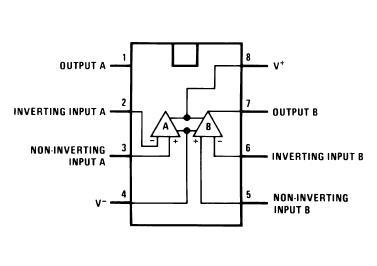 1
8
OUTPUT A
V+
2
7
INVERTING INPUT A
OUTPUT B
A
B
− +
+ −
3
6
NON-INVERTING
INPUT A
INVERTING INPUT B
4
5
V−
NON-INVERTING
INPUT B